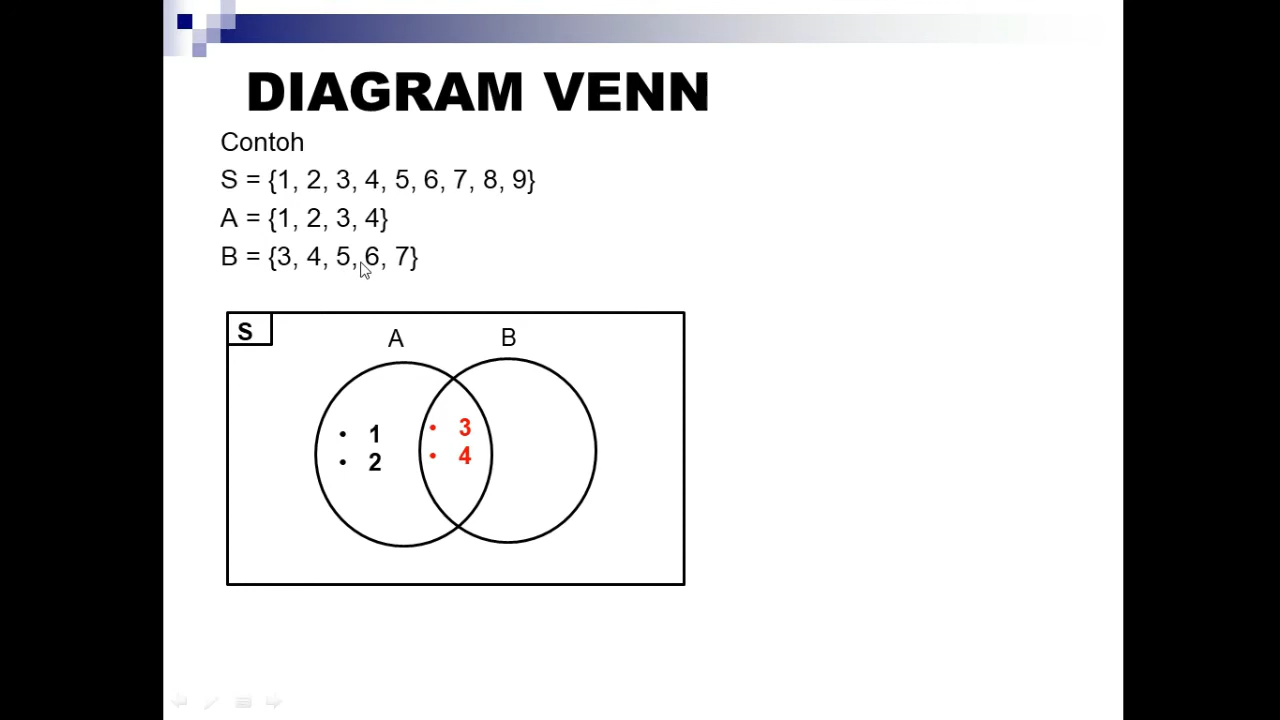 DIAGRAM VENN
Contoh
S = {1, 2, 3, 4, 5, 6, 7, 8, 9}
A = {1, 2, 3, 4}
B = {3, 4, 5, 6, 7}
S
A B
• 1 • 3
• 2 • 4